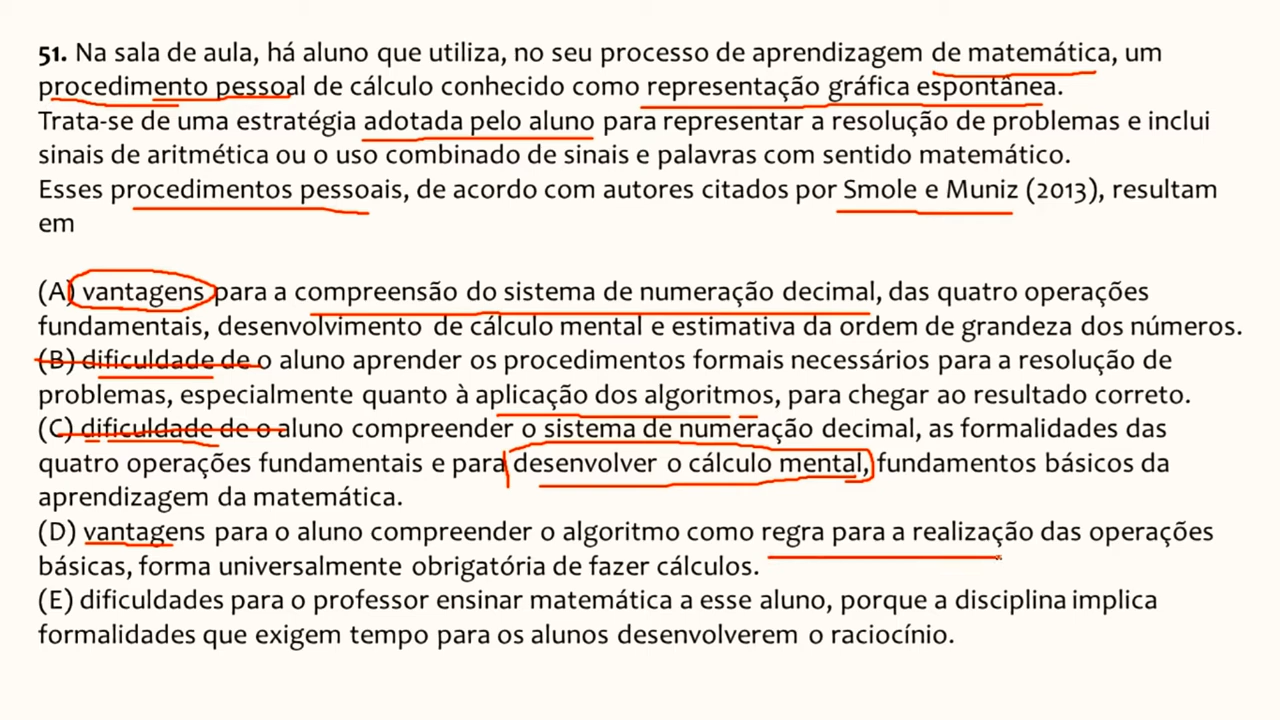 51. Na sala de aula, há aluno que utiliza, no seu processo de aprendizagem de matemática, um
procedimento pessoal de cálculo conhecido como representação gráfica espontânea.
Trata-se de uma estratégia adotada pelo aluno para representar a resolução de problemas e inclui
sinais de aritmética ou o uso combinado de sinais e palavras com sentido matemático.
Esses procedimentos pessoais, de acordo com autores citados por Smole e Muniz (2013), resultam
em
(A) vantagens para a compreensão do sistema de numeração decimal, das quatro operações
fundamentais, desenvolvimento de cálculo mental e estimativa da ordem de grandeza dos números.
(B) dificuldade de o aluno aprender os procedimentos formais necessários para a resolução de
problemas, especialmente quanto à aplicação dos algoritmos, para chegar ao resultado correto.
(C) dificuldade de o aluno compreender o sistema de numeração decimal, as formalidades das
quatro operações fundamentais e para desenvolver o cálculo mental, fundamentos básicos da
aprendizagem da matemática.
(D) vantagens para o aluno compreender o algoritmo como regra para a realização das operações
básicas, forma universalmente obrigatória de fazer cálculos.
(E) dificuldades para o professor ensinar matemática a esse aluno, porque a disciplina implica
formalidades que exigem tempo para os alunos desenvolverem o raciocínio.